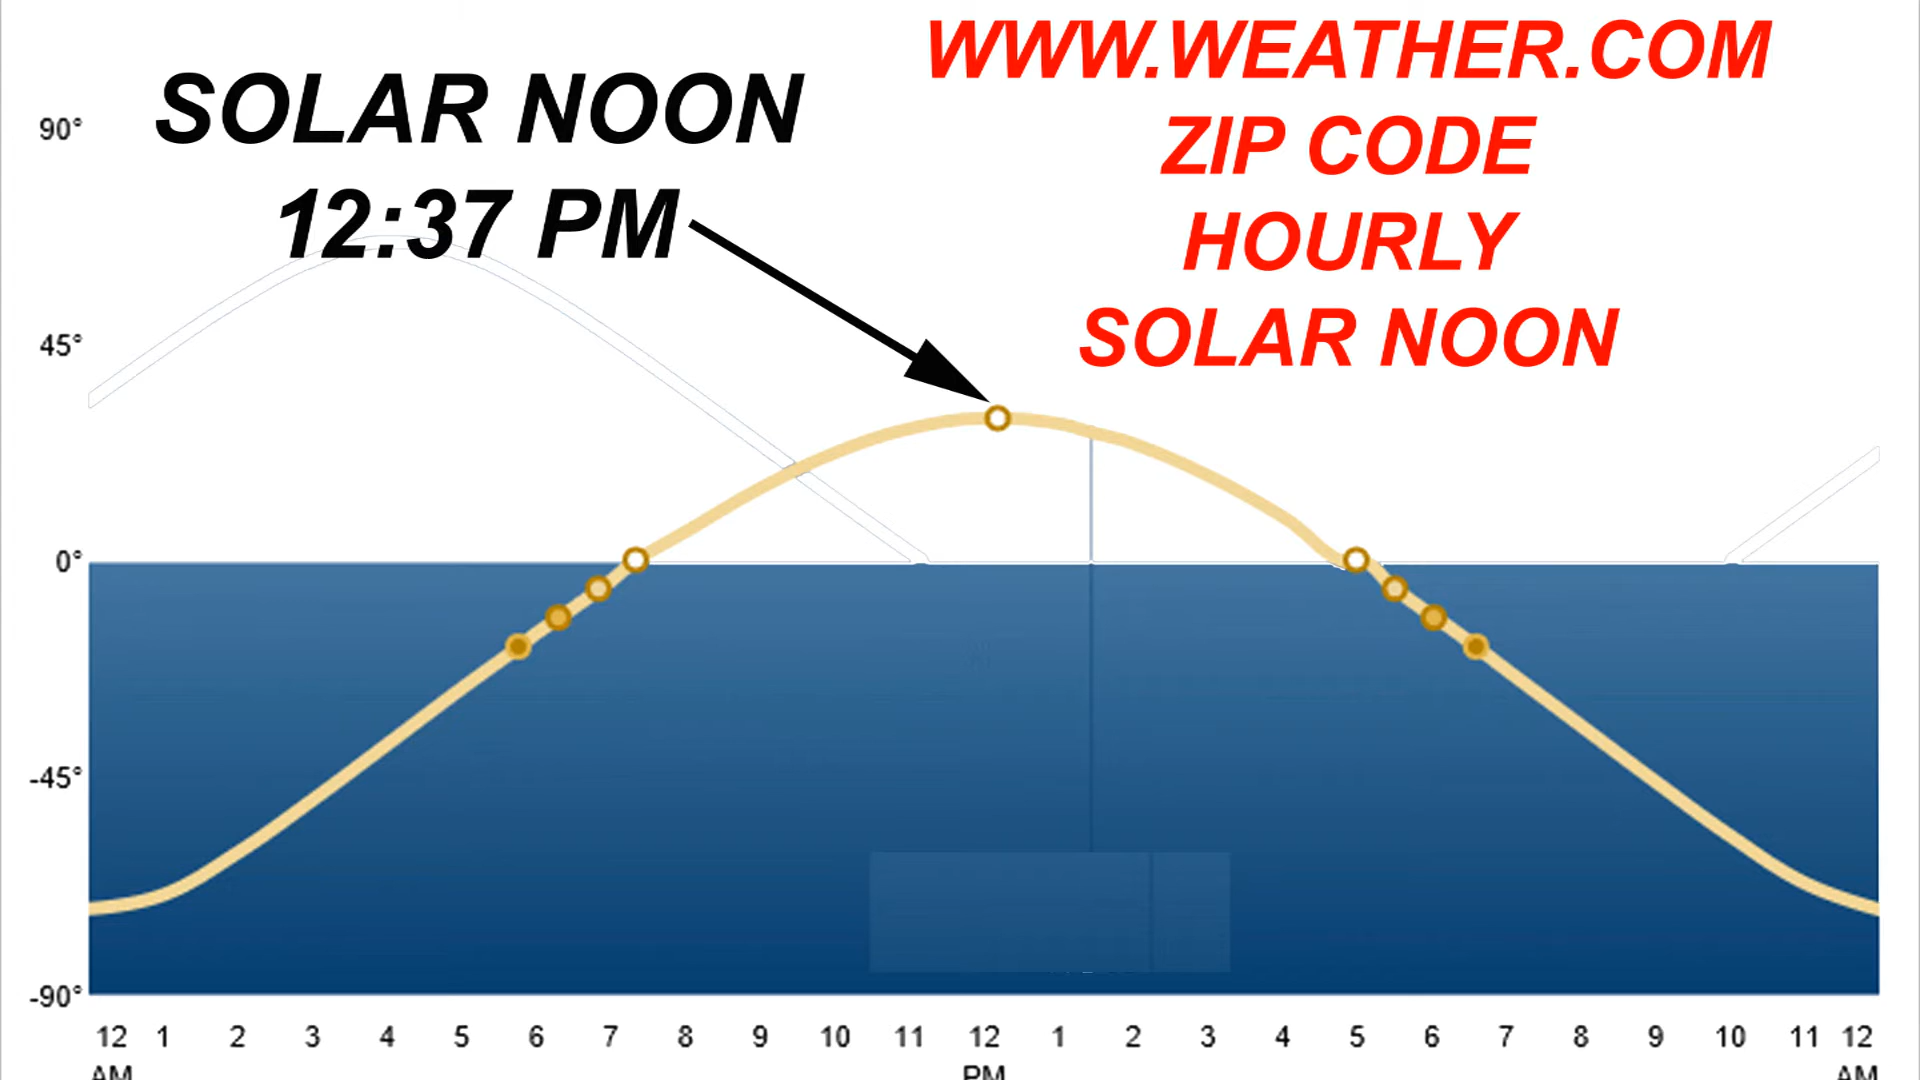 WWW.WEATHER.COM
ZIP CODE
HOURLY
SOLAR NOON
SOLAR NOON
12:37 PM
90°
45°
0°
-45°
-90°
12 1 2 3 4 5 6 7 8 9 10 11 12 1 2 3 4 5 6 7 8 9 10 11 12
AM PM AM